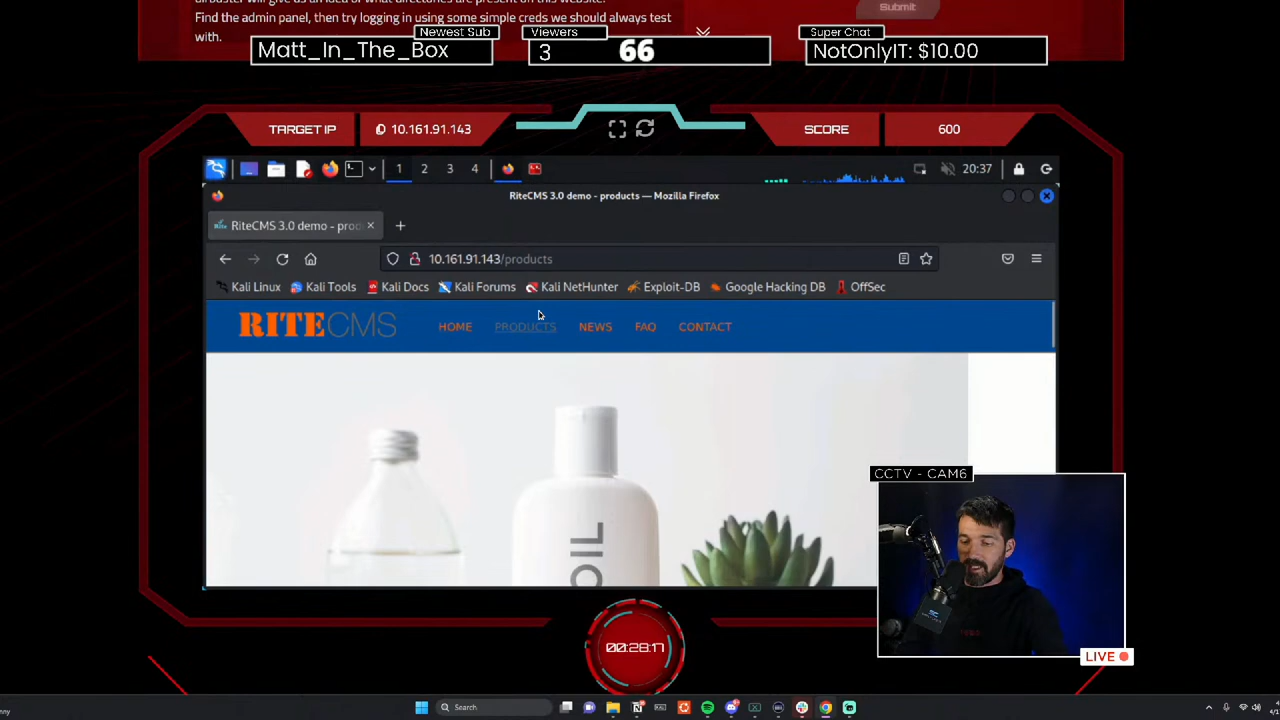 Find the admin panel, then try logging in using some simple creds we should always test
with.
Submit
Newest Sub
Matt_In_The_Box
Viewers
3
66
Super Chat
NotOnlyIT: $10.00
TARGET IP
10.161.91.143
SCORE
600
1 2 3 4
20:37
RiteCMS 3.0 demo - products — Mozilla Firefox
RiteCMS 3.0 demo - prod
10.161.91.143/products
Kali Linux Kali Tools Kali Docs Kali Forums Kali NetHunter Exploit-DB Google Hacking DB OffSec
RITECMS HOME PRODUCTS NEWS FAQ CONTACT
OIL
CCTV - CAM6
LIVE
00:28:17
Search